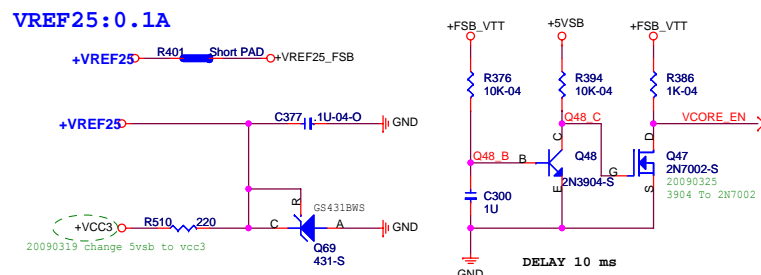 VREF25:0.1A
+VREF25
R401
Short PAD
+VREF25_FSB
+VREF25
C377
.1U-04-O
GND
R
GS431BWS
+VCC3
R510
220
C
A
GND
Q69
431-S
20090319 change 5vsb to vcc3
+FSB_VTT
+5VSB
+FSB_VTT
R376
10K-04
R394
10K-04
R386
1K-04
Q48_C
VCORE_EN
Q48_B
B
C
E
Q48
2N3904-S
G
D
S
Q47
2N7002-S
20090325
3904 To 2N7002
C300
1U
GND
DELAY 10 ms